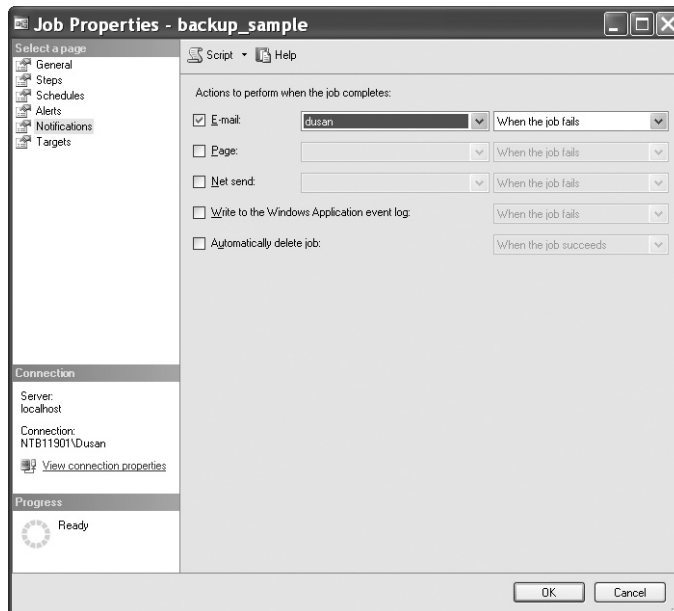 Job Properties - backup_sample
Select a page
General
Steps
Schedules
Alerts
Notifications
Targets
Script
Help
Actions to perform when the job completes:
E-mail: dusan When the job fails
Page: When the job fails
Net send: When the job fails
Write to the Windows Application event log: When the job fails
Automatically delete job: When the job succeeds
Connection
Server:
localhost
Connection:
NTB11901\Dusan
View connection properties
Progress
Ready
OK Cancel